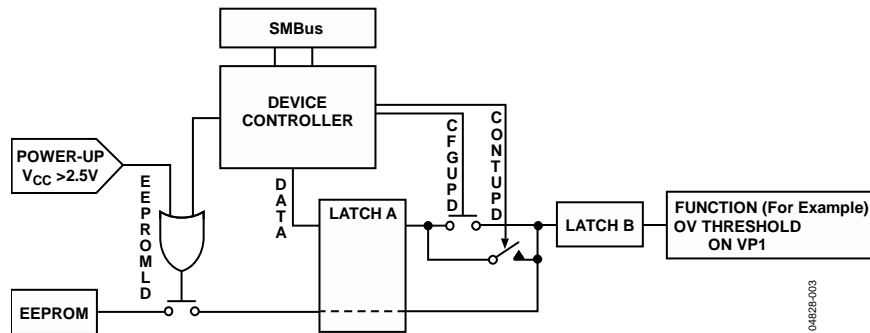 SMBus
DEVICE
CONTROLLER
POWER-UP
VCC >2.5V
EEPROMLD
DATA
CFGUPD
CONTUPD
LATCH A
LATCH B
FUNCTION (For Example)
OV THRESHOLD
ON VP1
EEPROM
04828-003